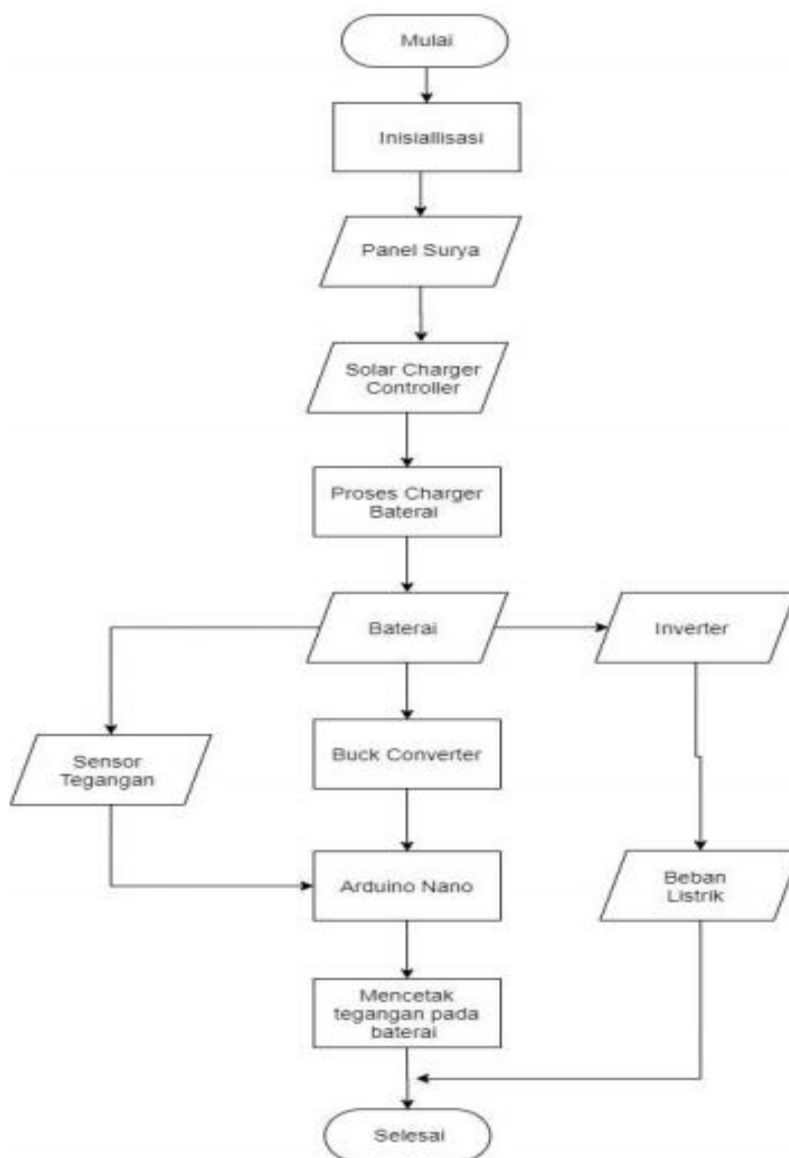 Mulai
Inisiallisasi
Panel Surya
Solar Charger
Controller
Proses Charger
Baterai
Baterai
Inverter
Sensor
Tegangan
Buck Converter
Arduino Nano
Beban
Listrik
Mencetak
tegangan pada
baterai
Selesai